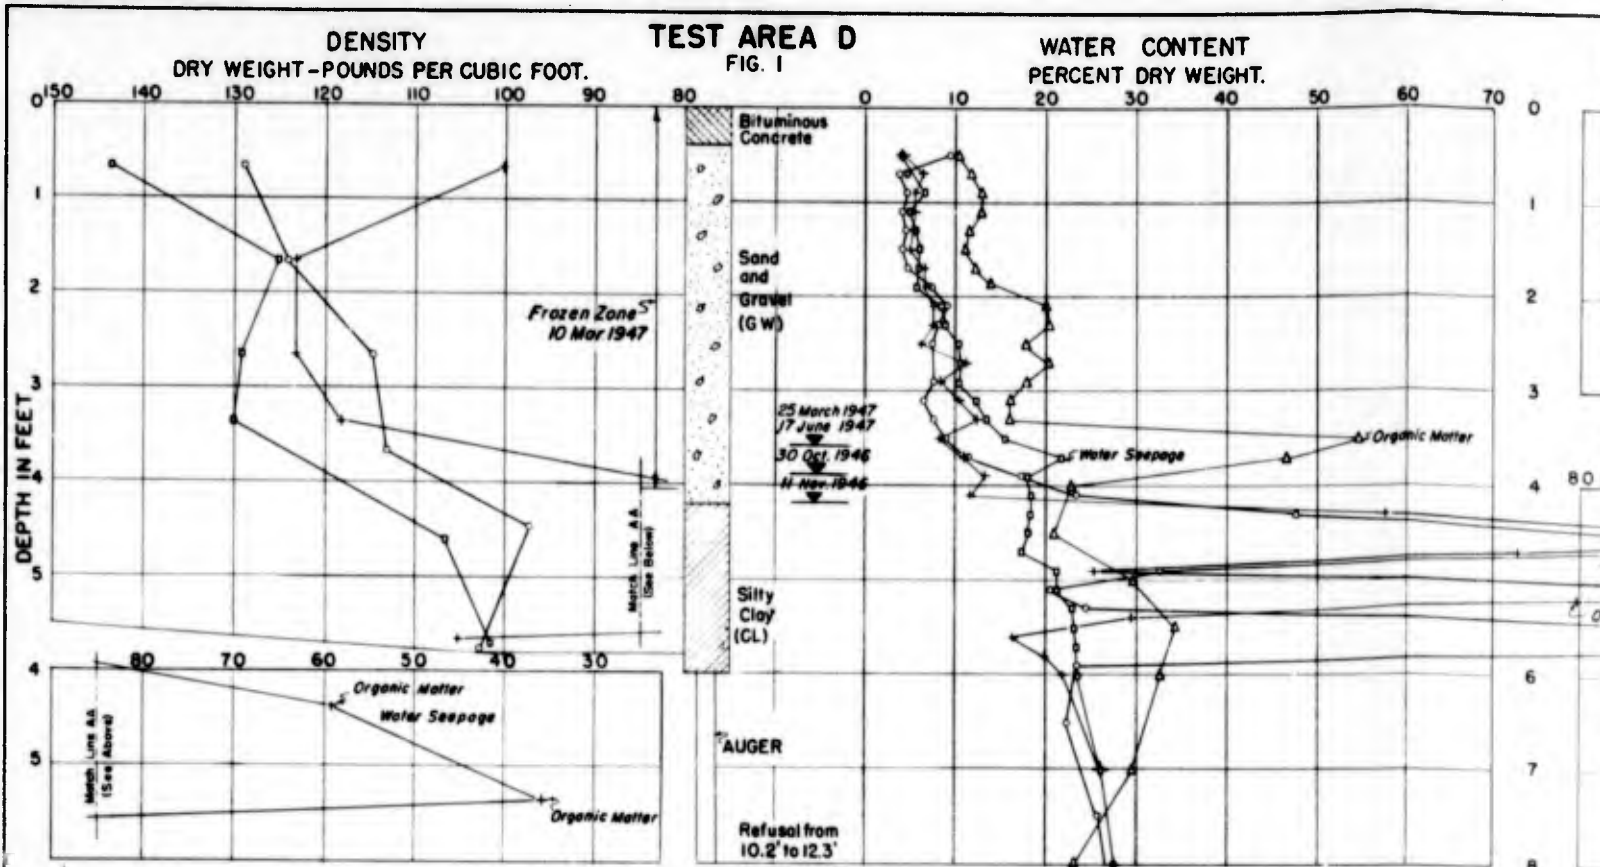 TEST AREA D
FIG. 1
DENSITY
DRY WEIGHT-POUNDS PER CUBIC FOOT.
150 140 130 120 110 100 90 80
WATER CONTENT
PERCENT DRY WEIGHT.
0 10 20 30 40 50 60 70
DEPTH IN FEET
0
1
2
3
4
5
Frozen Zone
10 Mar 1947
Match Line AA
(See Below)
80 70 60 50 40 30
4
5
Match Line AA
(See Above)
Organic Matter
Water Seepage
Organic Matter
Bituminous
Concrete
Sand
and
Gravel
(GW)
Silty
Clay
(CL)
AUGER
Refusal from
10.2' to 12.3'
25 March 1947
17 June 1947
30 Oct. 1946
11 Nov. 1946
Organic Matter
Water Seepage
0
1
2
3
4
5
6
7
8
80